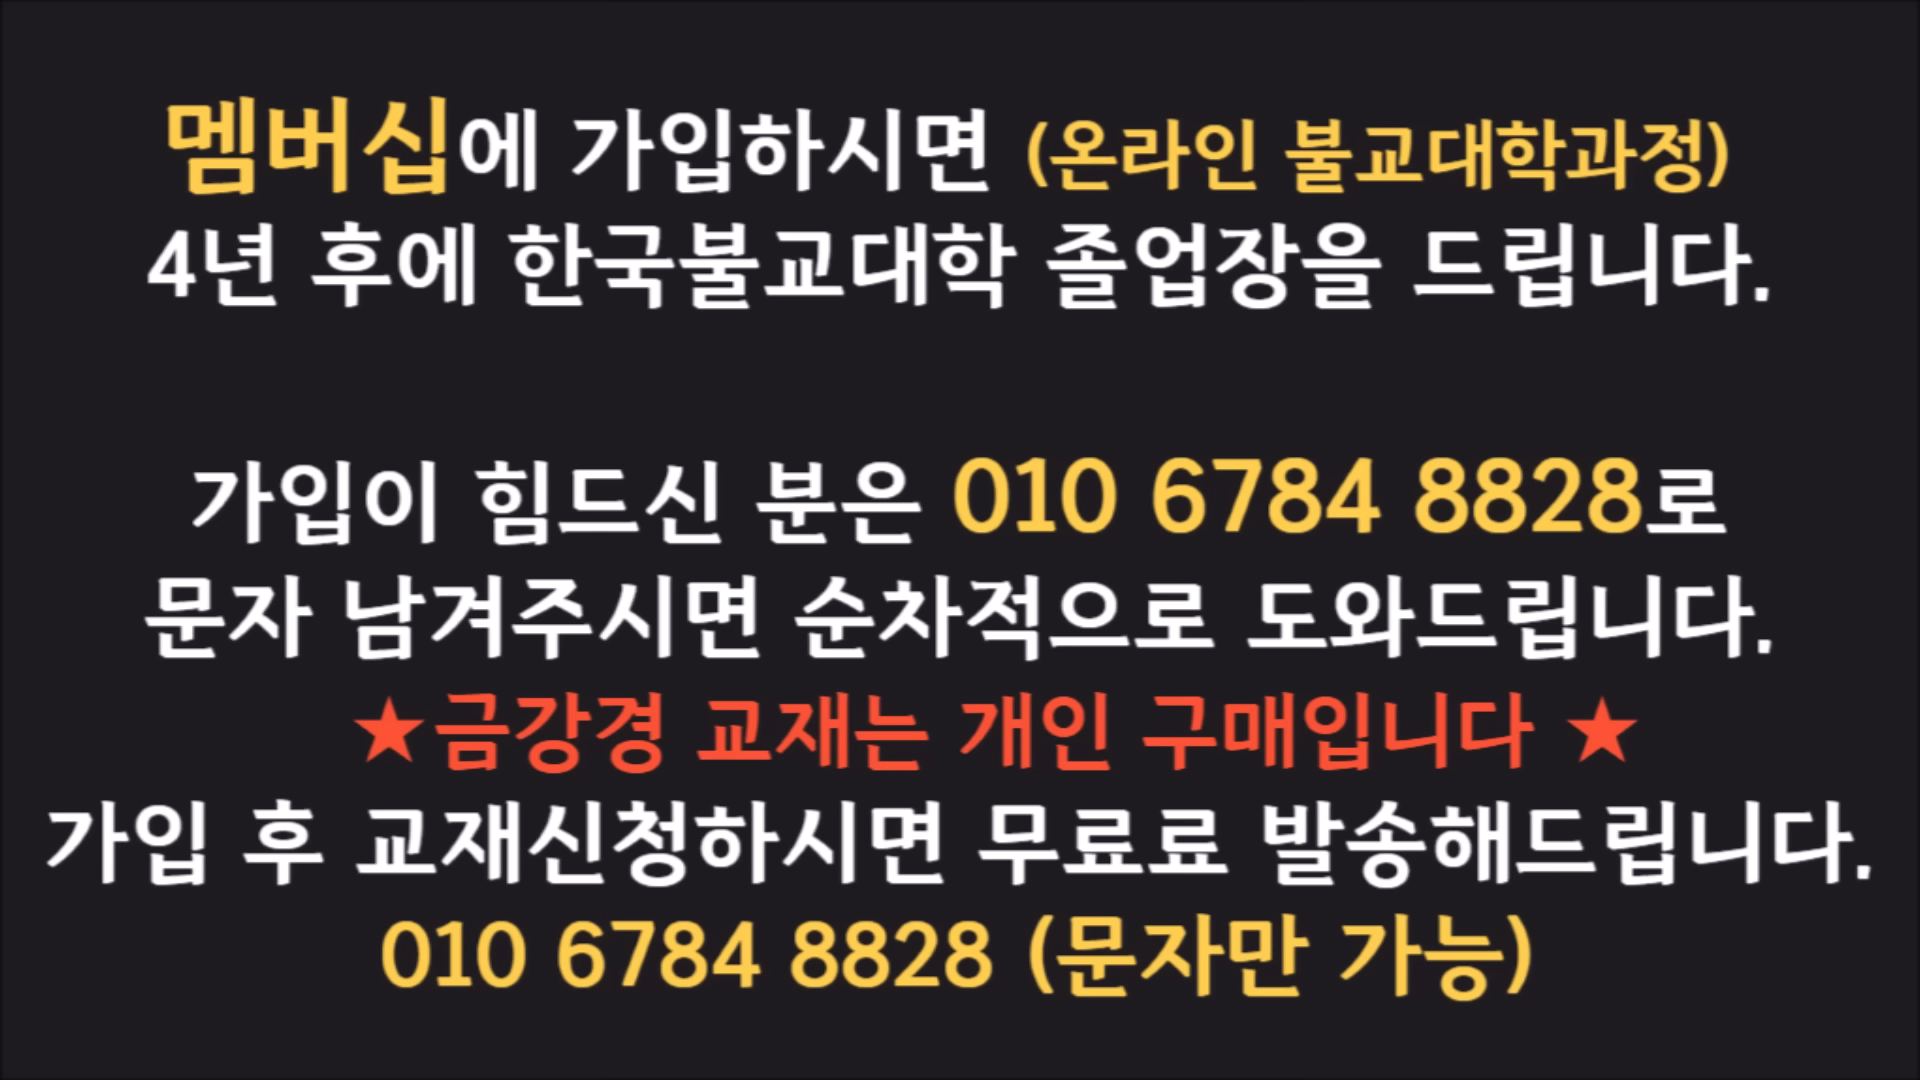 멤버십에 가입하시면 (온라인 불교대학과정)
4년 후에 한국불교대학 졸업장을 드립니다.
가입이 힘드신 분은 010 6784 8828로
문자 남겨주시면 순차적으로 도와드립니다.
★금강경 교재는 개인 구매입니다 ★
가입 후 교재신청하시면 무료료 발송해드립니다.
010 6784 8828 (문자만 가능)